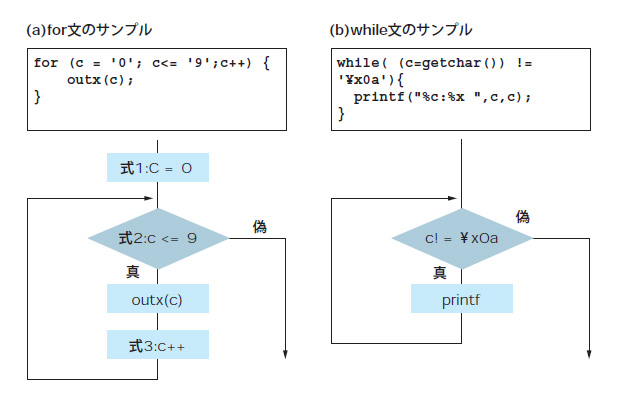 (a)for文のサンプル
for (c = '0'; c<= '9';c++) {
outx(c);
}
式1:C = 0
式2:c <= 9
偽
真
outx(c)
式3:c++
(b)while文のサンプル
while( (c=getchar()) !=
'¥x0a'){
printf("%c:%x ",c,c);
}
c! = ¥x0a
偽
真
printf